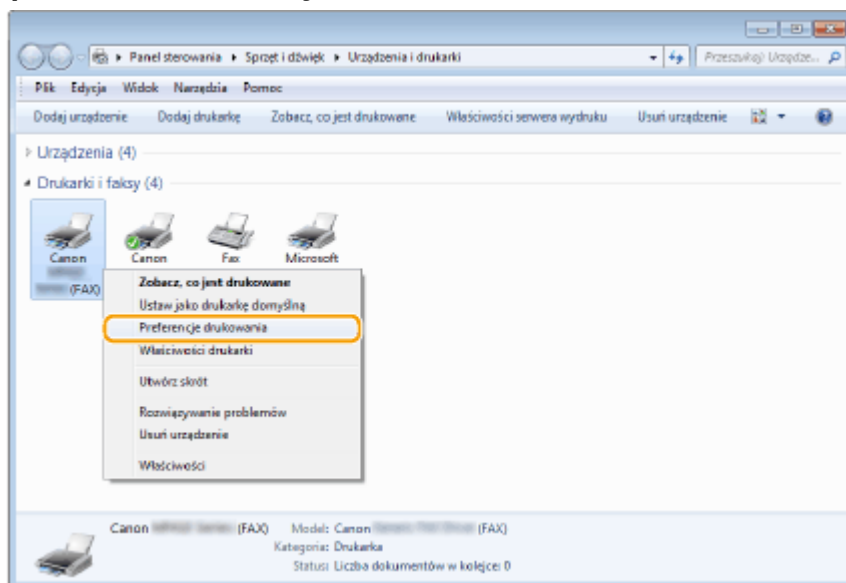 Panel sterowania ▸ Sprzęt i dźwięk ▸ Urządzenia i drukarki
Przeszukaj: Urządze...
Plik Edycja Widok Narzędzia Pomoc
Dodaj urządzenie Dodaj drukarkę Zobacz, co jest drukowane Właściwości serwera wydruku Usuń urządzenie
Urządzenia (4)
Drukarki i faksy (4)
Canon Canon Fax Microsoft
(FAX)
Zobacz, co jest drukowane
Ustaw jako drukarkę domyślną
Preferencje drukowania
Właściwości drukarki
Utwórz skrót
Rozwiązywanie problemów
Usuń urządzenie
Właściwości
Canon (FAX) Model: Canon (FAX)
Kategoria: Drukarka
Status: Liczba dokumentów w kolejce: 0